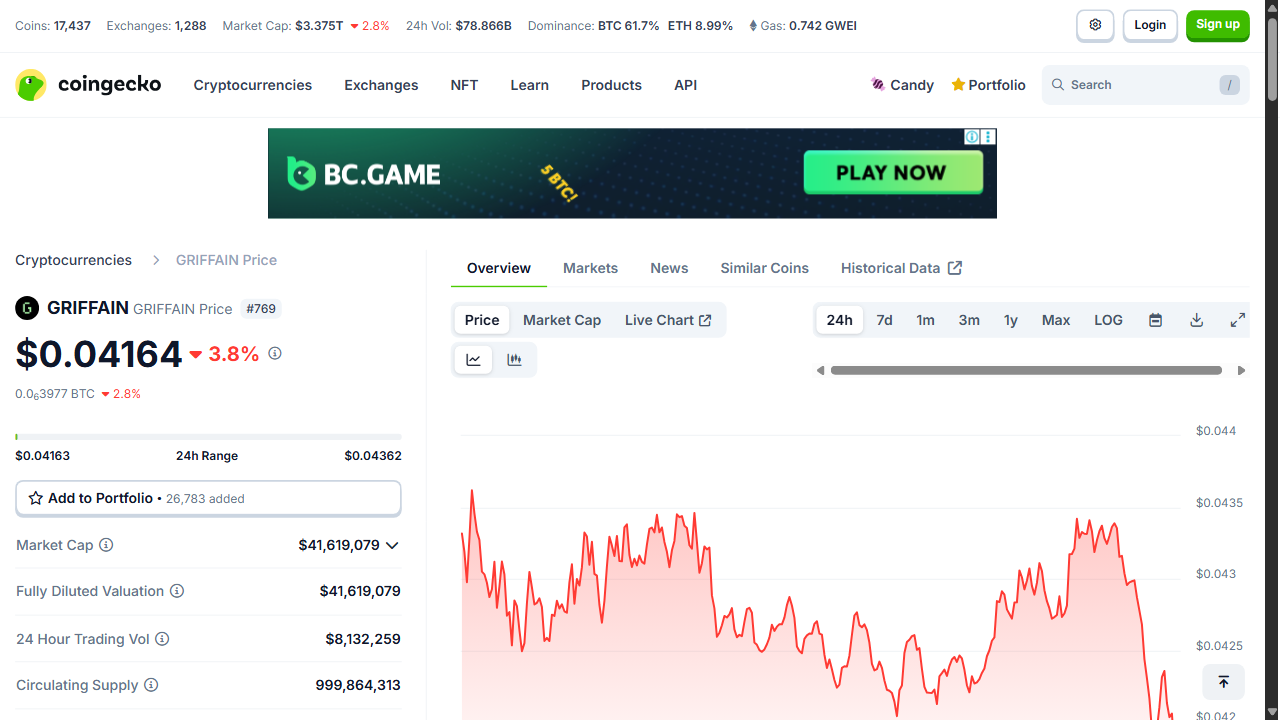 Coins: 17,437 Exchanges: 1,288 Market Cap: $3.375T 2.8% 24h Vol: $78.866B Dominance: BTC 61.7% ETH 8.99% Gas: 0.742 GWEI
Login
Sign up
coingecko
Cryptocurrencies Exchanges NFT Learn Products API
Candy Portfolio
Search /
BC.GAME
5 BTC!
PLAY NOW
Cryptocurrencies GRIFFAIN Price
G GRIFFAIN GRIFFAIN Price #769
$0.04164 3.8%
0.0₆3977 BTC 2.8%
$0.04163 24h Range $0.04362
Add to Portfolio • 26,783 added
Market Cap $41,619,079
Fully Diluted Valuation $41,619,079
24 Hour Trading Vol $8,132,259
Circulating Supply 999,864,313
Overview Markets News Similar Coins Historical Data
Price Market Cap Live Chart
24h 7d 1m 3m 1y Max LOG
$0.044
$0.0435
$0.043
$0.0425
$0.042